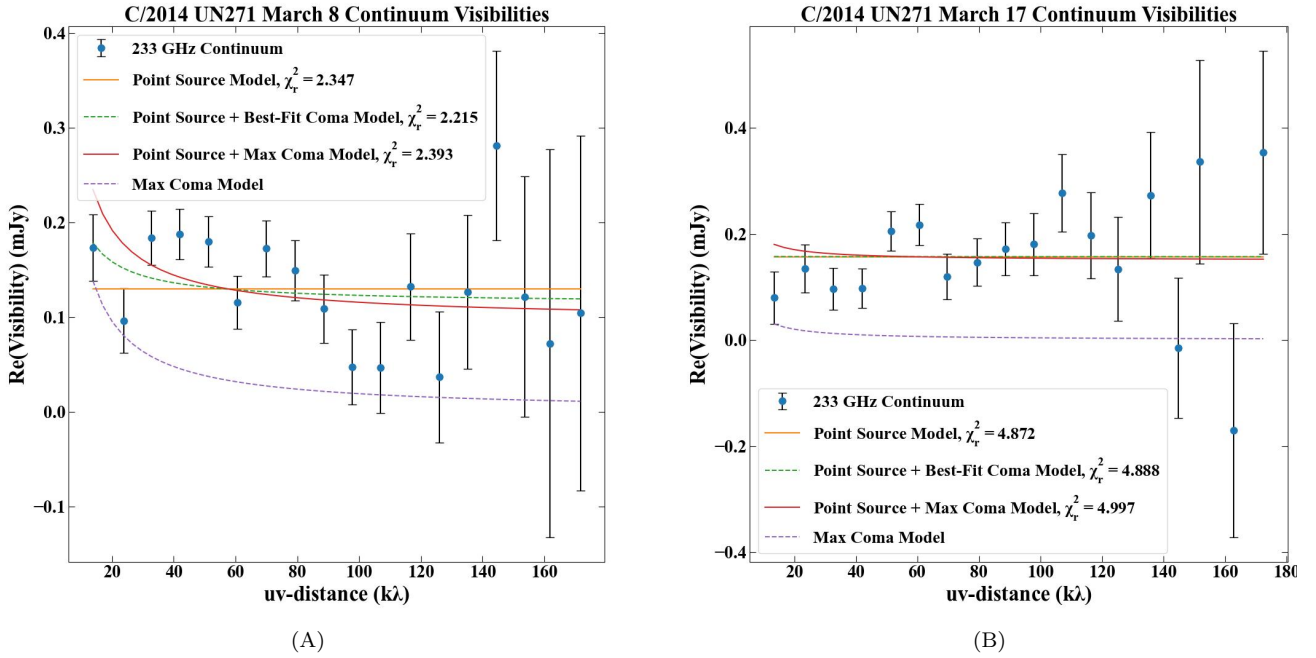 C/2014 UN271 March 8 Continuum Visibilities
0.4
0.3
0.2
0.1
0.0
−0.1
Re(Visibility) (mJy)
233 GHz Continuum
Point Source Model, χ²ᵣ = 2.347
Point Source + Best-Fit Coma Model, χ²ᵣ = 2.215
Point Source + Max Coma Model, χ²ᵣ = 2.393
Max Coma Model
20 40 60 80 100 120 140 160
uv-distance (kλ)
(A)
C/2014 UN271 March 17 Continuum Visibilities
0.4
0.2
0.0
−0.2
−0.4
Re(Visibility) (mJy)
233 GHz Continuum
Point Source Model, χ²ᵣ = 4.872
Point Source + Best-Fit Coma Model, χ²ᵣ = 4.888
Point Source + Max Coma Model, χ²ᵣ = 4.997
Max Coma Model
20 40 60 80 100 120 140 160 180
uv-distance (kλ)
(B)